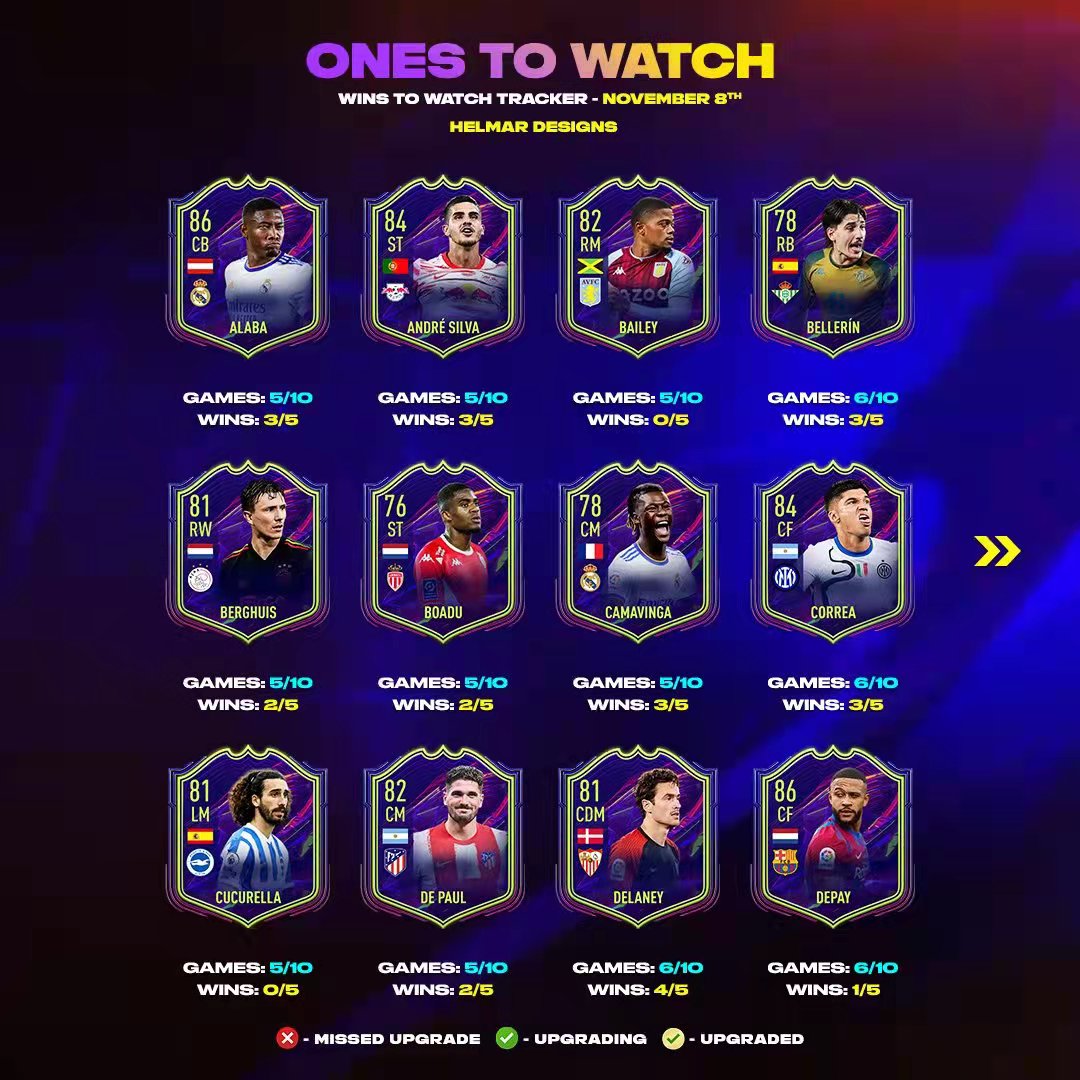 ONES TO WATCH
WINS TO WATCH TRACKER - NOVEMBER 8TH
HELMAR DESIGNS
86
CB
ALABA
84
ST
ANDRÉ SILVA
82
RM
AVFC
BAILEY
78
RB
BELLERÍN
GAMES: 5/10
WINS: 3/5
GAMES: 5/10
WINS: 3/5
GAMES: 5/10
WINS: 0/5
GAMES: 6/10
WINS: 3/5
81
RW
BERGHUIS
76
ST
BOADU
78
CM
CAMAVINGA
84
CF
CORREA
GAMES: 5/10
WINS: 2/5
GAMES: 5/10
WINS: 2/5
GAMES: 5/10
WINS: 3/5
GAMES: 6/10
WINS: 3/5
81
LM
CUCURELLA
82
CM
DE PAUL
81
CDM
DELANEY
86
CF
DEPAY
GAMES: 5/10
WINS: 0/5
GAMES: 5/10
WINS: 2/5
GAMES: 6/10
WINS: 4/5
GAMES: 6/10
WINS: 1/5
- MISSED UPGRADE - UPGRADING - UPGRADED